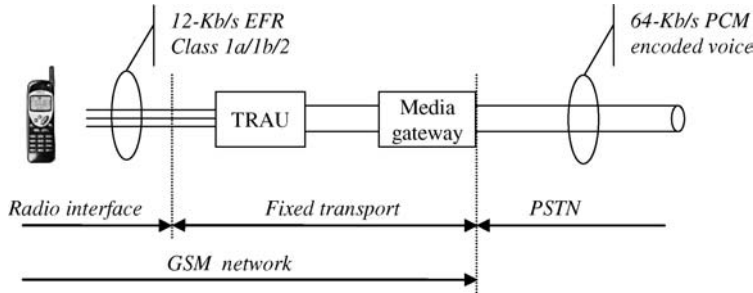 12-Kb/s EFR
Class 1a/1b/2
64-Kb/s PCM
encoded voice
TRAU
Media
gateway
Radio interface
Fixed transport
PSTN
GSM network